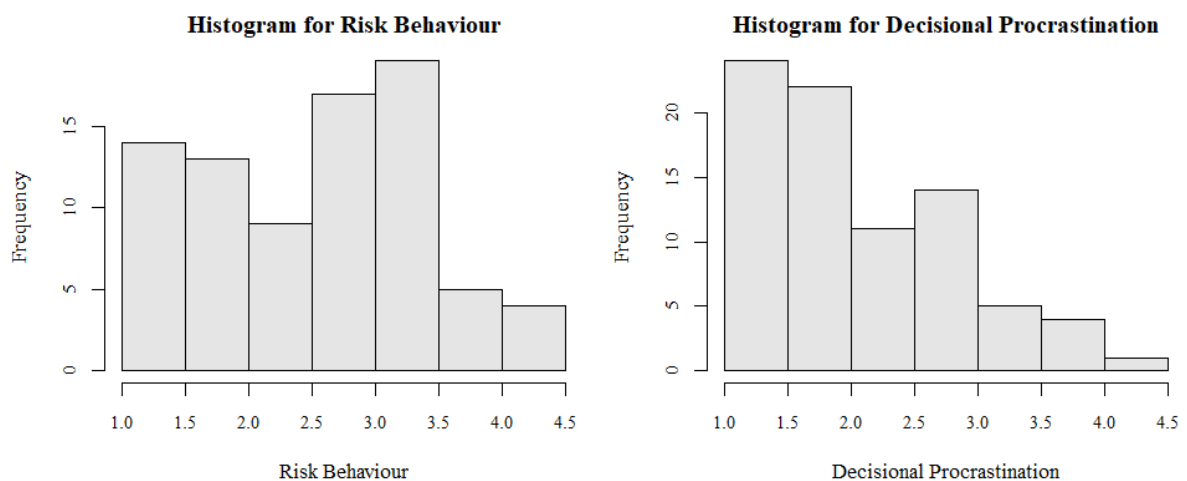 Histogram for Risk Behaviour
Frequency
15
10
5
0
1.0 1.5 2.0 2.5 3.0 3.5 4.0 4.5
Risk Behaviour
Histogram for Decisional Procrastination
Frequency
20
15
10
5
0
1.0 1.5 2.0 2.5 3.0 3.5 4.0 4.5
Decisional Procrastination